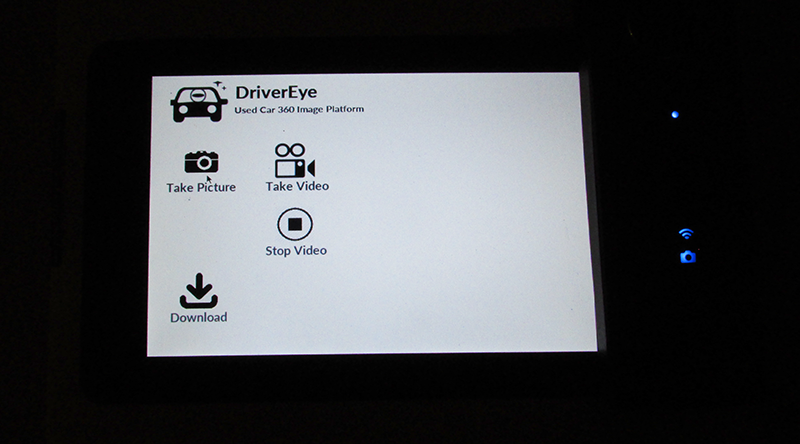 DriverEye
Used Car 360 Image Platform
Take Picture
Take Video
Stop Video
Download